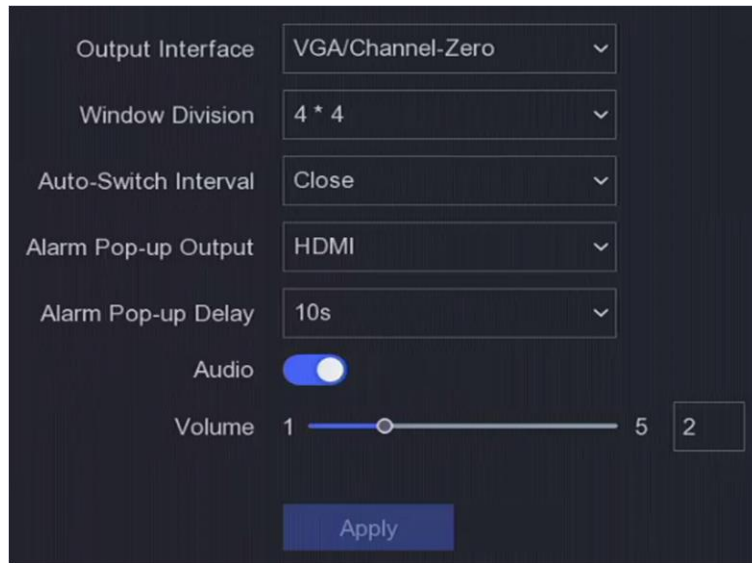 Output Interface VGA/Channel-Zero
Window Division 4 * 4
Auto-Switch Interval Close
Alarm Pop-up Output HDMI
Alarm Pop-up Delay 10s
Audio
Volume 1 5 2
Apply